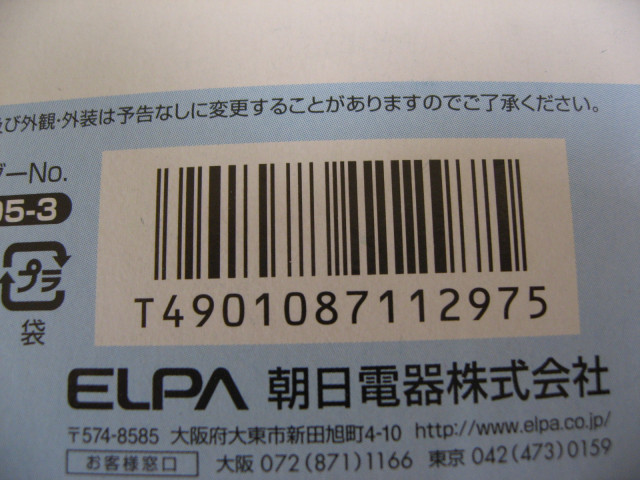 及び外観・外装は予告なしに変更することがありますのでご了承ください。
ダーNo.
95-3
プラ
袋
T4901087112975
ELPA 朝日電器株式会社
〒574-8585 大阪府大東市新田旭町4-10 http://www.elpa.co.jp/
お客様窓口 大阪 072(871)1166 東京 042(473)0159